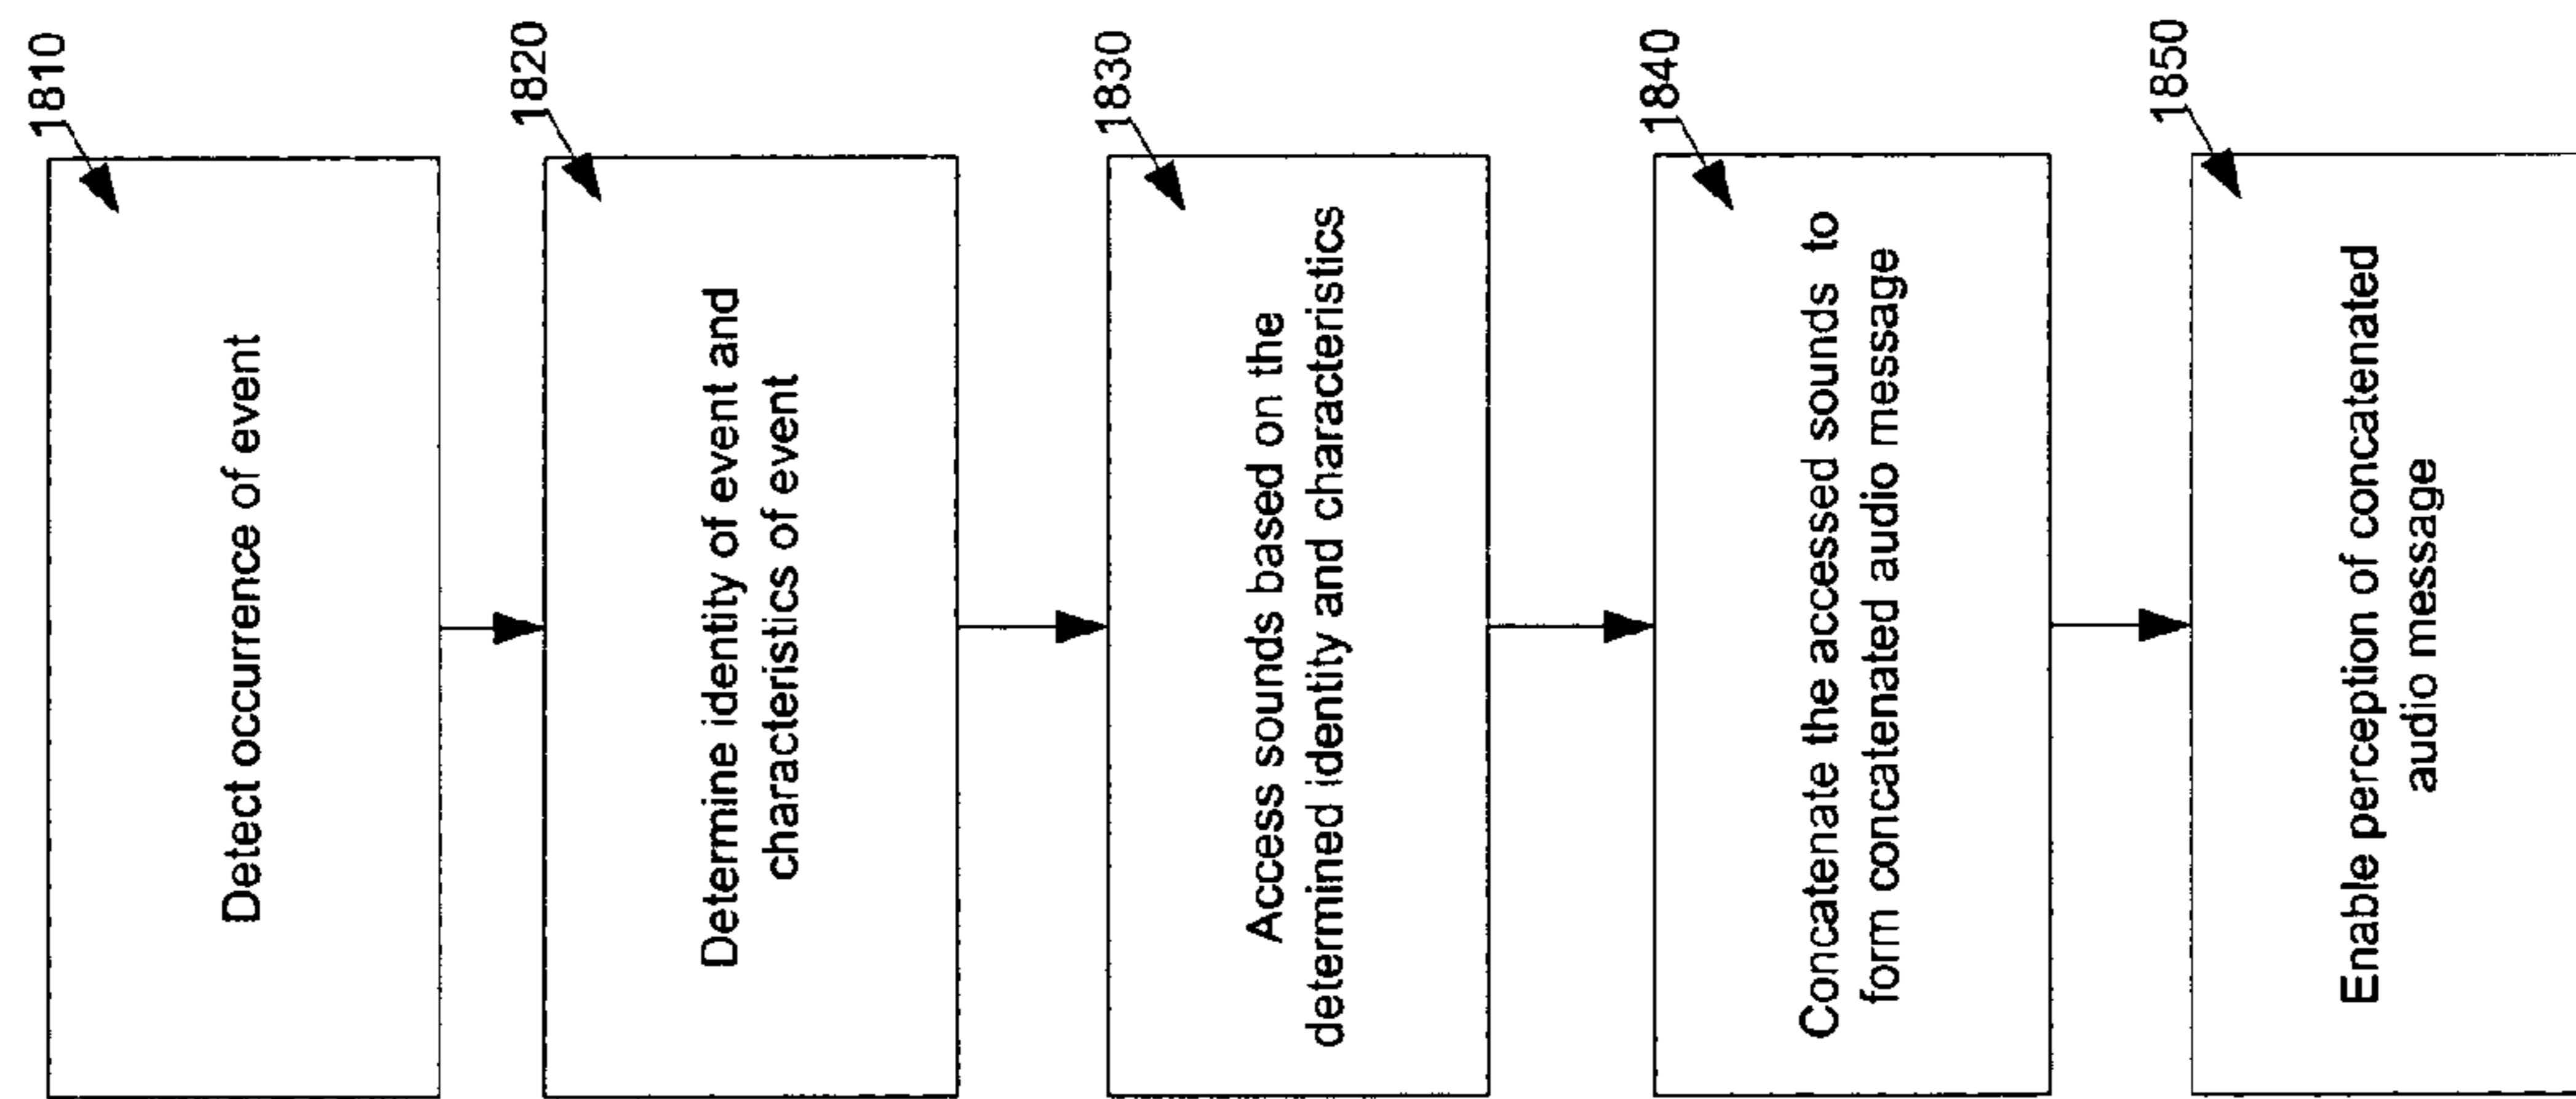 1810
Detect occurrence of event
1820
Determine identity of event and
characteristics of event
1830
Access sounds based on the
determined identity and characteristics
1840
Concatenate the accessed sounds to
form concatenated audio message
1850
Enable perception of concatenated
audio message